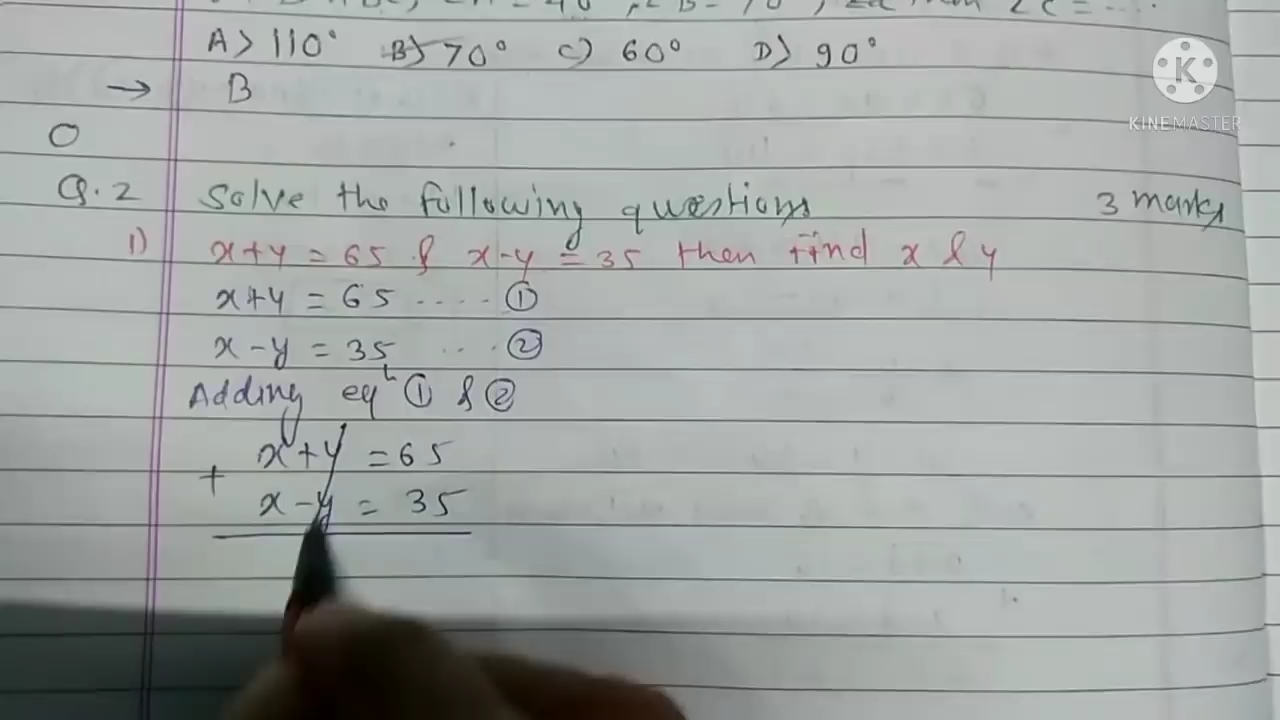 A) 110° B) 70° C) 60° D) 90°
→ B
Q.2 Solve the following questions 3 marks
1) x+y = 65 & x-y = 35 then find x & y
x+y = 65 ..... ①
x-y = 35 ... ②
Adding eqⁿ ① & ②
x+y = 65
+
x-y = 35
KINEMASTER